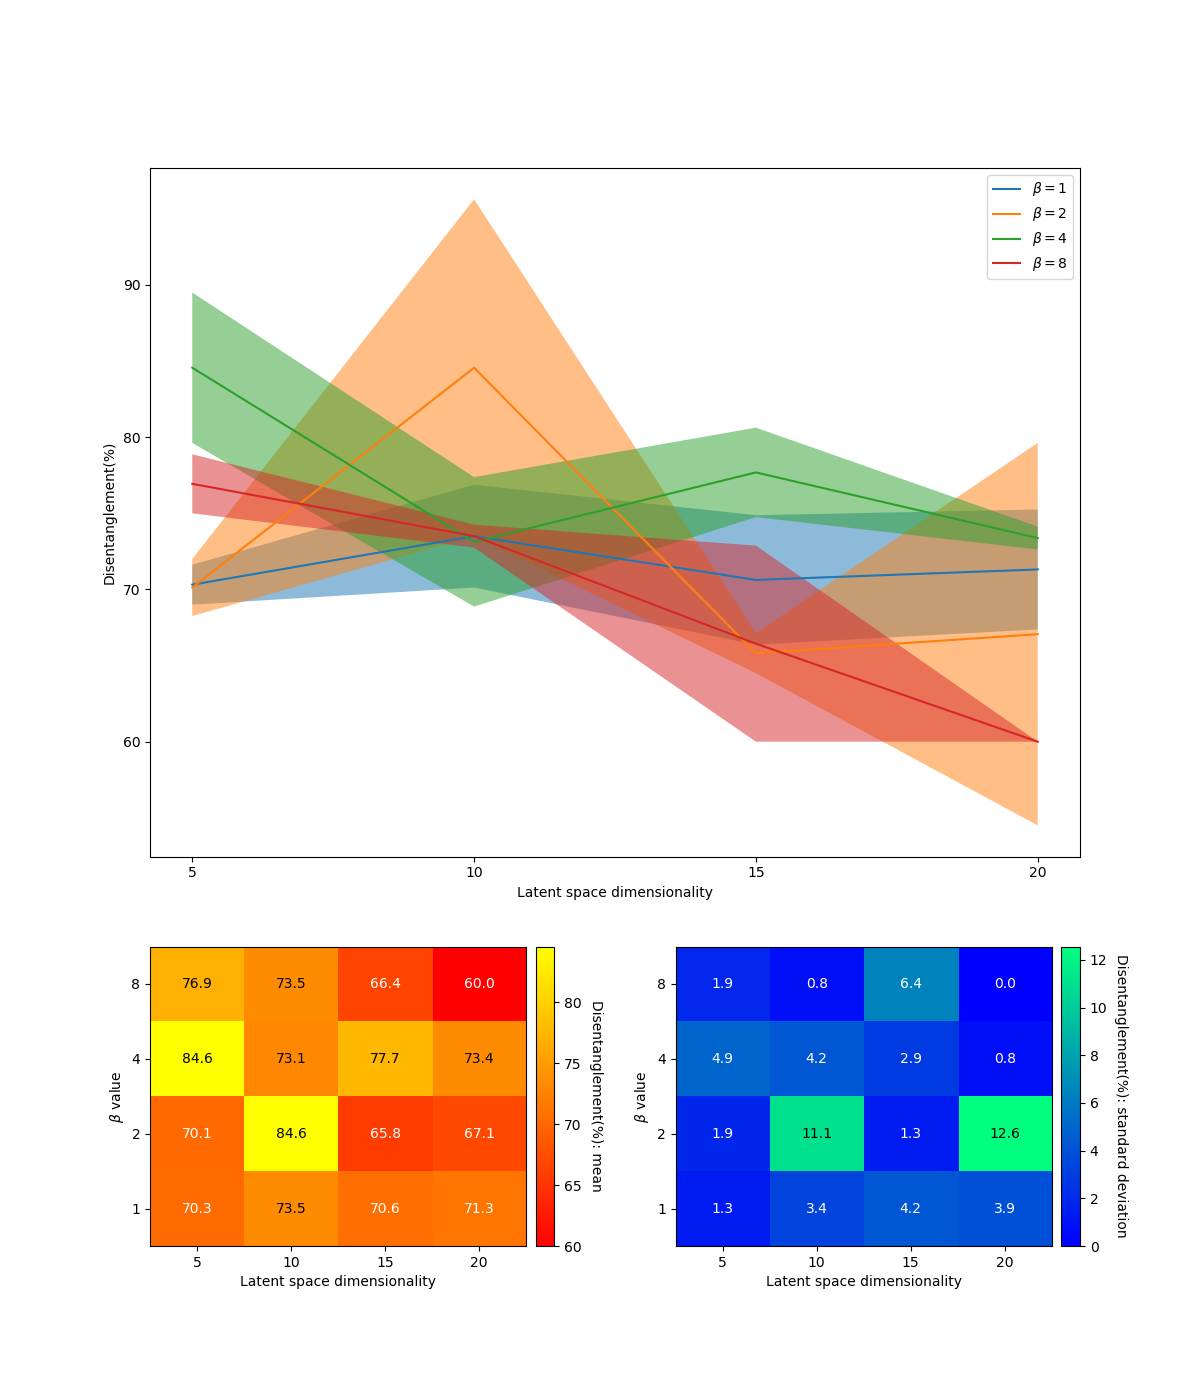 β = 1
β = 2
β = 4
β = 8
90
80
70
60
Disentanglement(%)
5 10 15 20
Latent space dimensionality
8 76.9 73.5 66.4 60.0
4 84.6 73.1 77.7 73.4
2 70.1 84.6 65.8 67.1
1 70.3 73.5 70.6 71.3
β value
5 10 15 20
Latent space dimensionality
80
75
70
65
60
Disentanglement(%): mean
8 1.9 0.8 6.4 0.0
4 4.9 4.2 2.9 0.8
2 1.9 11.1 1.3 12.6
1 1.3 3.4 4.2 3.9
β value
5 10 15 20
Latent space dimensionality
12
10
8
6
4
2
0
Disentanglement(%): standard deviation